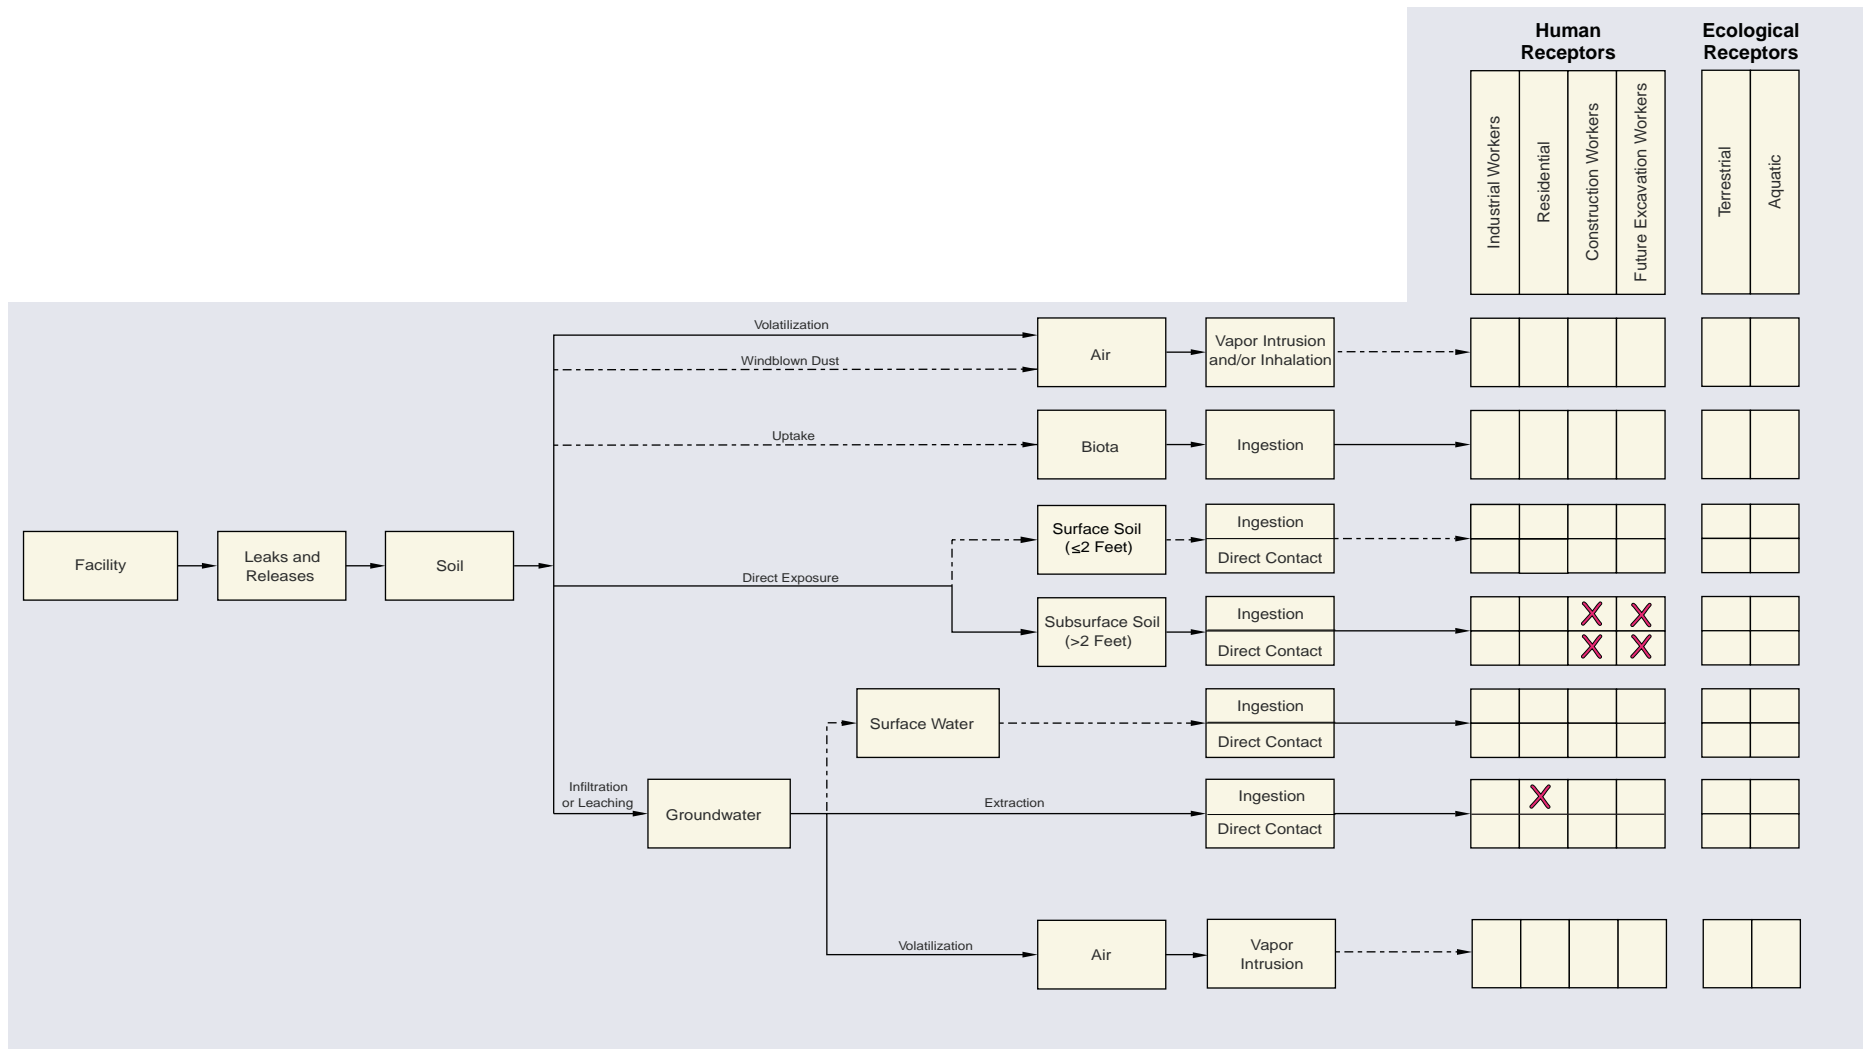 Human
Receptors
Ecological
Receptors
Industrial Workers
Residential
Construction Workers
Future Excavation Workers
Terrestrial
Aquatic
Volatilization
Windblown Dust
Air
Vapor Intrusion
and/or Inhalation
Uptake
Biota
Ingestion
Facility
Leaks and
Releases
Soil
Direct Exposure
Surface Soil
(≤2 Feet)
Ingestion
Direct Contact
Subsurface Soil
(>2 Feet)
Ingestion
Direct Contact
Surface Water
Ingestion
Direct Contact
Infiltration
or Leaching
Groundwater
Extraction
Ingestion
Direct Contact
Volatilization
Air
Vapor
Intrusion